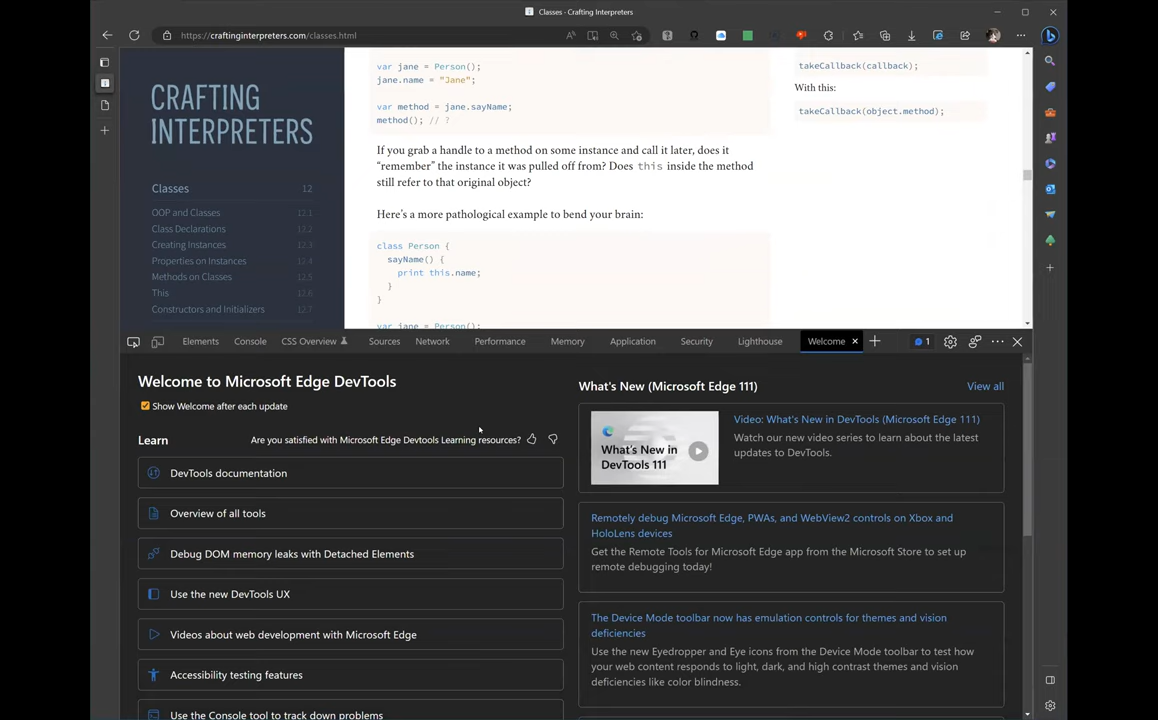 Classes · Crafting Interpreters
https://craftinginterpreters.com/classes.html
CRAFTING
INTERPRETERS
Classes 12
OOP and Classes 12.1
Class Declarations 12.2
Creating Instances 12.3
Properties on Instances 12.4
Methods on Classes 12.5
This 12.6
Constructors and Initializers 12.7
var jane = Person();
jane.name = "Jane";
var method = jane.sayName;
method(); // ?
If you grab a handle to a method on some instance and call it later, does it
“remember” the instance it was pulled off from? Does this inside the method
still refer to that original object?
Here’s a more pathological example to bend your brain:
class Person {
sayName() {
print this.name;
}
}
var jane = Person();
takeCallback(callback);
With this:
takeCallback(object.method);
Elements Console CSS Overview Sources Network Performance Memory Application Security Lighthouse Welcome 1
Welcome to Microsoft Edge DevTools
Show Welcome after each update
Learn
Are you satisfied with Microsoft Edge Devtools Learning resources?
DevTools documentation
Overview of all tools
Debug DOM memory leaks with Detached Elements
Use the new DevTools UX
Videos about web development with Microsoft Edge
Accessibility testing features
Use the Console tool to track down problems
What's New (Microsoft Edge 111)
View all
What's New in
DevTools 111
Video: What's New in DevTools (Microsoft Edge 111)
Watch our new video series to learn about the latest
updates to DevTools.
Remotely debug Microsoft Edge, PWAs, and WebView2 controls on Xbox and
HoloLens devices
Get the Remote Tools for Microsoft Edge app from the Microsoft Store to set up
remote debugging today!
The Device Mode toolbar now has emulation controls for themes and vision
deficiencies
Use the new Eyedropper and Eye icons from the Device Mode toolbar to test how
your web content responds to light, dark, and high contrast themes and vision
deficiencies like color blindness.